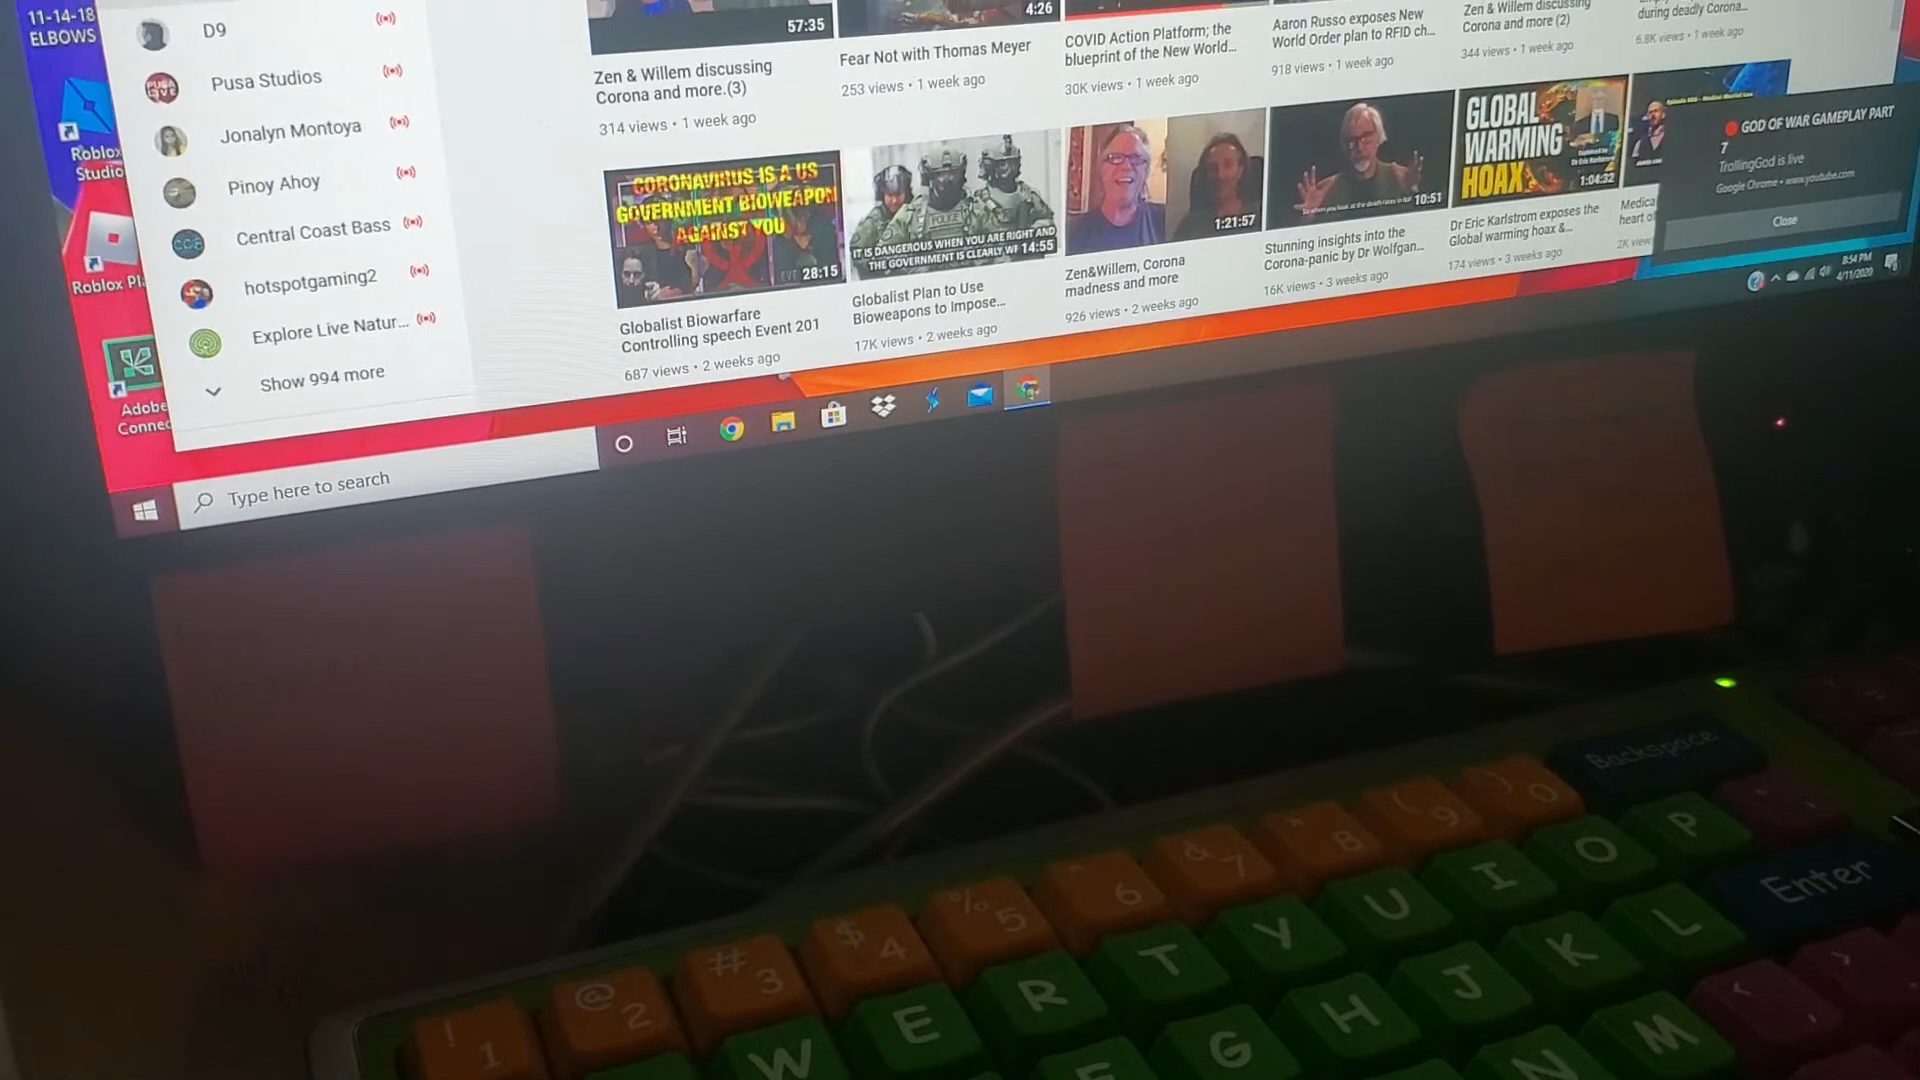 11-14-18
ELBOWS
Roblox
Studio
Roblox Pl
Adobe
Connec
D9
Pusa Studios
Jonalyn Montoya
Pinoy Ahoy
Central Coast Bass
hotspotgaming2
Explore Live Natur...
Show 994 more
57:35
Zen & Willem discussing
Corona and more.(3)
314 views • 1 week ago
4:26
Fear Not with Thomas Meyer
253 views • 1 week ago
COVID Action Platform; the
blueprint of the New World...
30K views • 1 week ago
Aaron Russo exposes New
World Order plan to RFID ch...
918 views • 1 week ago
Zen & Willem discussing
Corona and more (2)
344 views • 1 week ago
during deadly Corona...
6.8K views • 1 week ago
CORONAVIRUS IS A US
GOVERNMENT BIOWEAPON
AGAINST YOU
28:15
Globalist Biowarfare
Controlling speech Event 201
687 views • 2 weeks ago
POLICE
IT IS DANGEROUS WHEN YOU ARE RIGHT AND
THE GOVERNMENT IS CLEARLY WR
14:55
Globalist Plan to Use
Bioweapons to Impose...
17K views • 2 weeks ago
1:21:57
Zen&Willem, Corona
madness and more
926 views • 2 weeks ago
10:51
Stunning insights into the
Corona-panic by Dr Wolfgan...
16K views • 3 weeks ago
GLOBAL
WARMING
HOAX
1:04:32
Dr Eric Karlstrom exposes the
Global warming hoax &...
174 views • 3 weeks ago
Medica
heart of
2K view
GOD OF WAR GAMEPLAY PART
7
TrollingGod is live
Google Chrome • www.youtube.com
Close
8:54 PM
4/11/2020
Type here to search
Backspace
! 1 @ 2 # 3 $ 4 % 5 ^ 6 & 7 * 8 ( 9 ) 0
W E R T Y U I O P
Enter
F G H J K L
N M < >